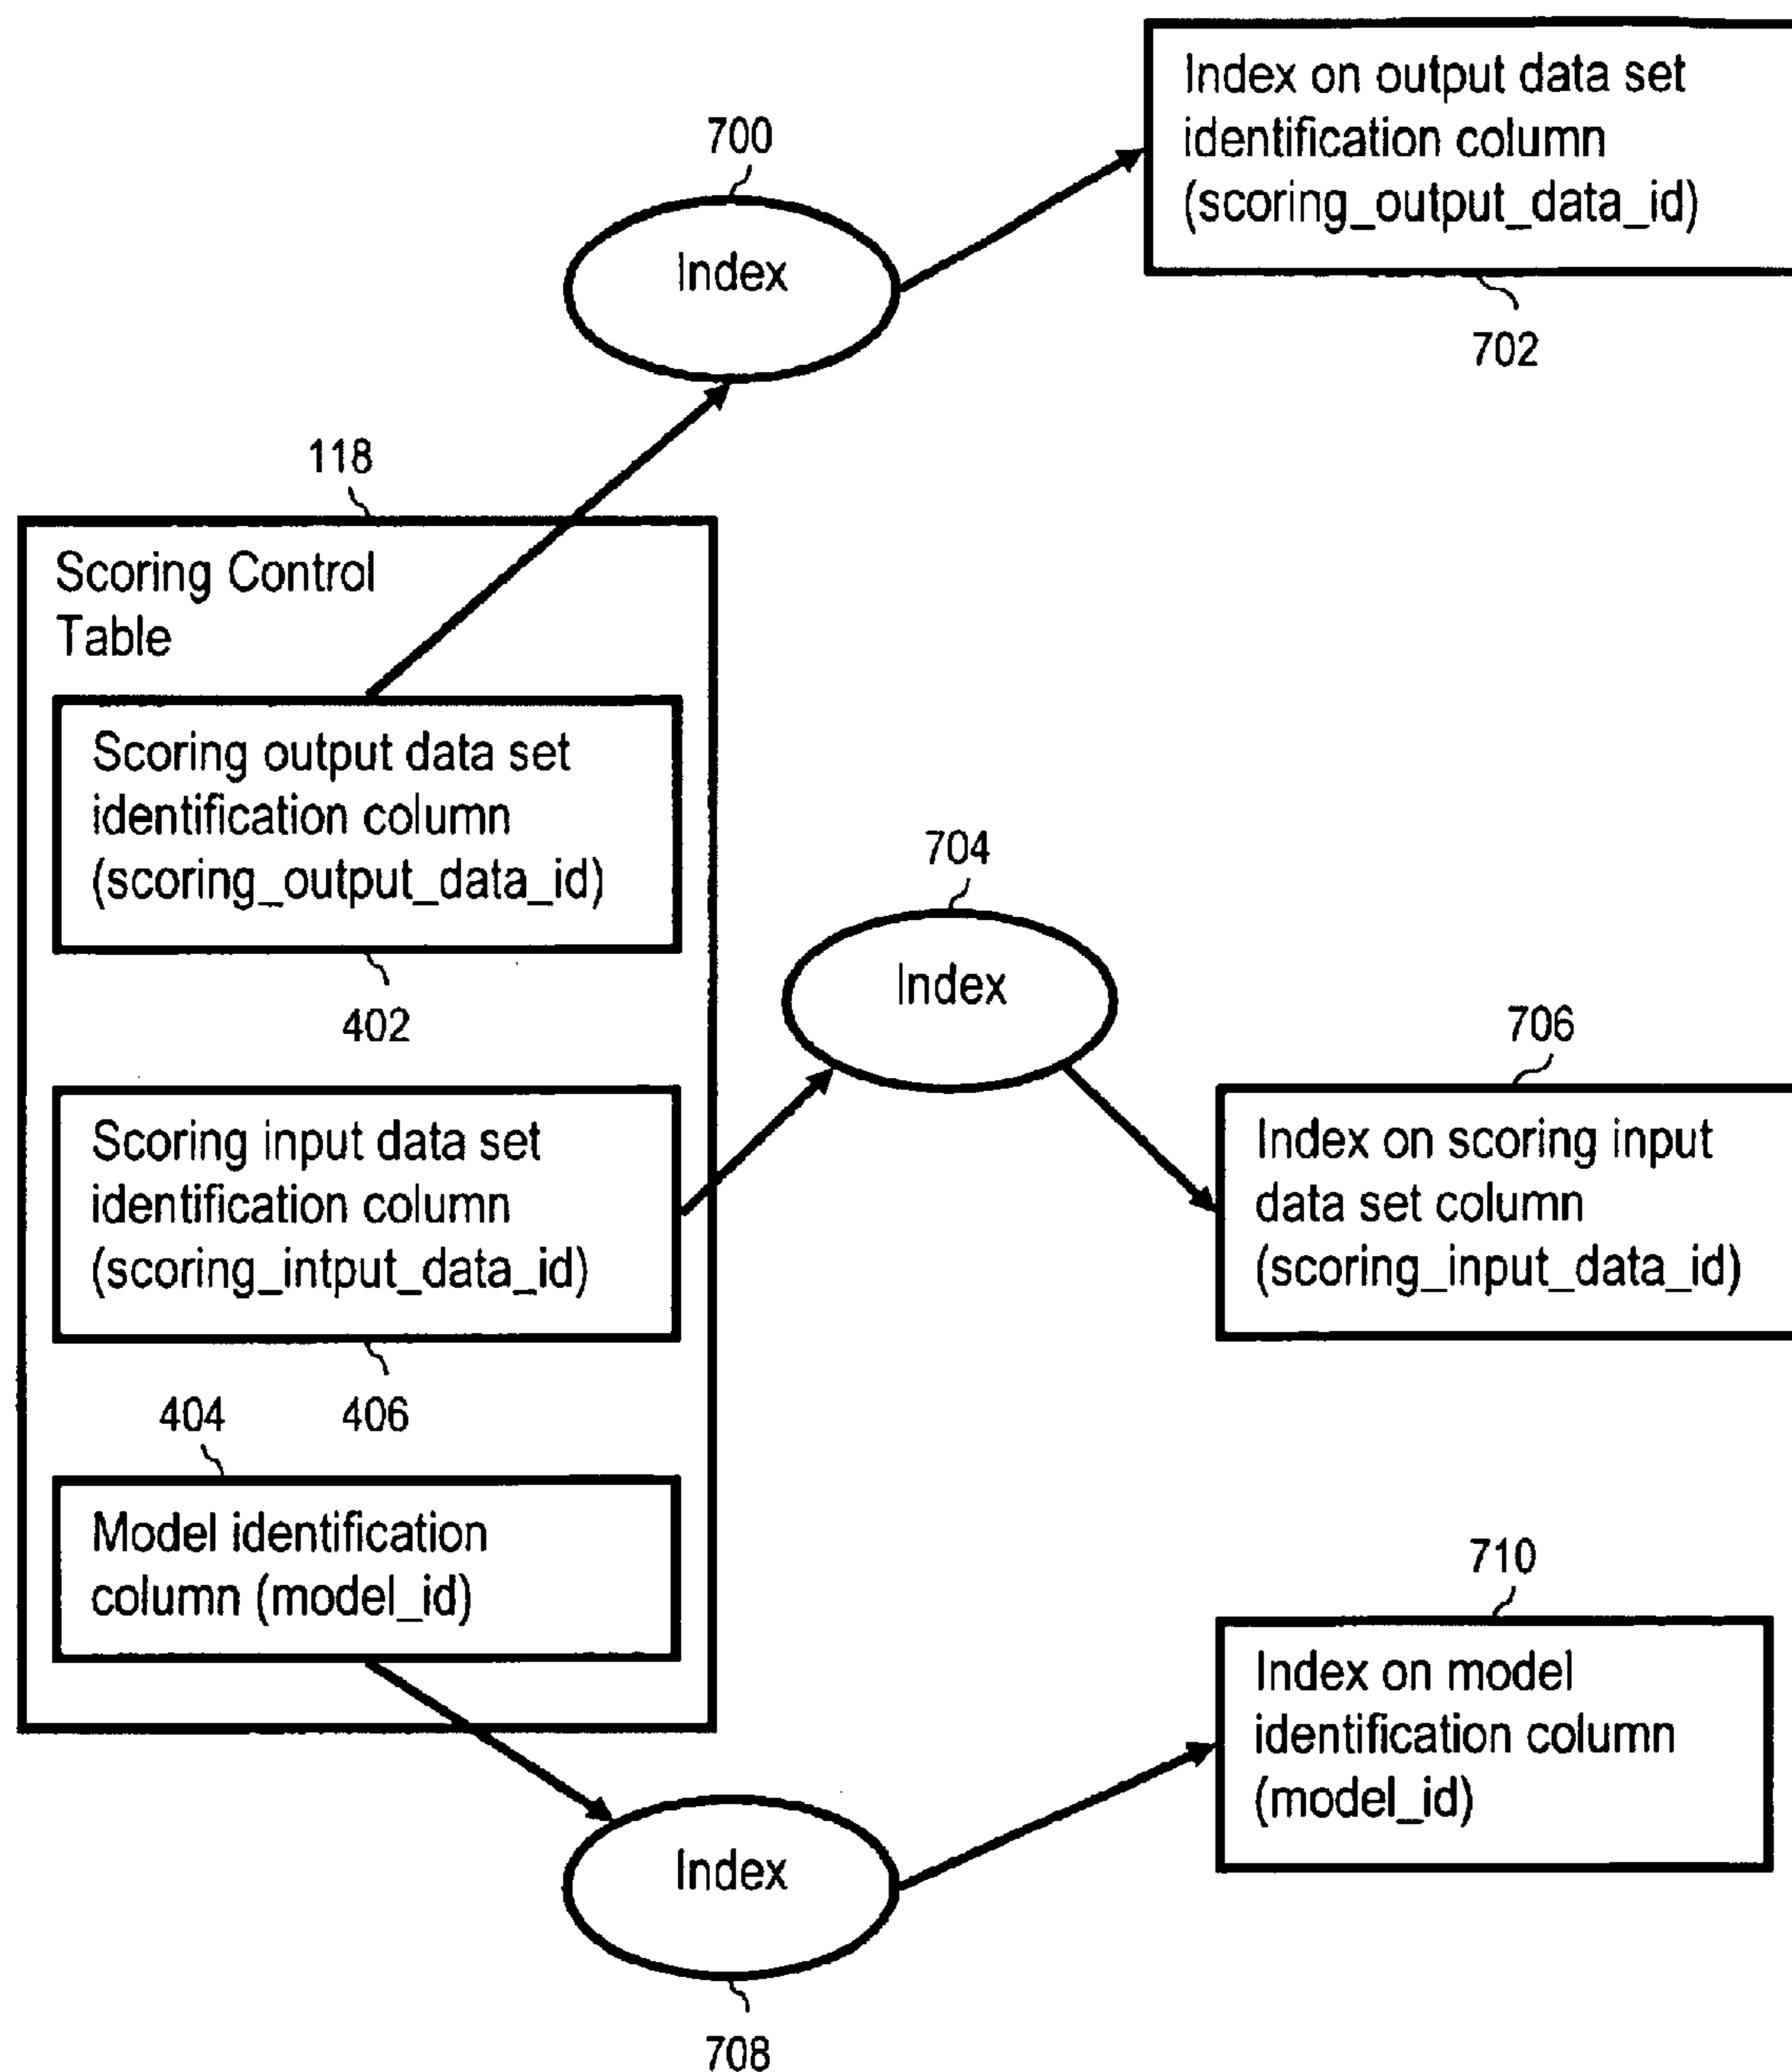 Index on output data set
identification column
(scoring_output_data_id)
702
700
Index
118
Scoring Control
Table
Scoring output data set
identification column
(scoring_output_data_id)
402
704
Index
Scoring input data set
identification column
(scoring_intput_data_id)
406
706
Index on scoring input
data set column
(scoring_input_data_id)
404
Model identification
column (model_id)
710
Index on model
identification column
(model_id)
Index
708